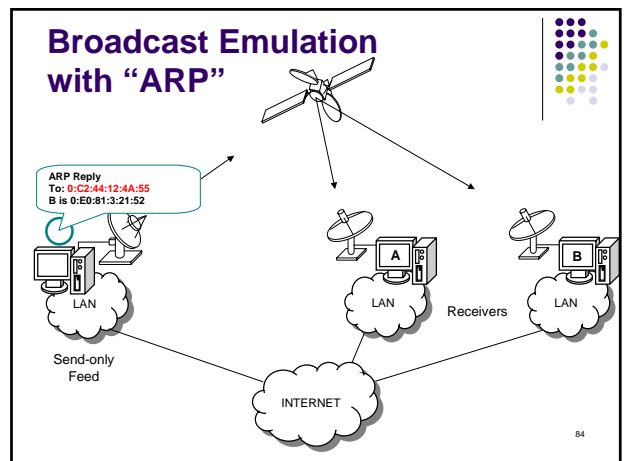 Broadcast Emulation
with “ARP”
ARP Reply
To: 0:C2:44:12:4A:55
B is 0:E0:81:3:21:52
A
B
LAN
LAN
Receivers
LAN
Send-only
Feed
INTERNET
84